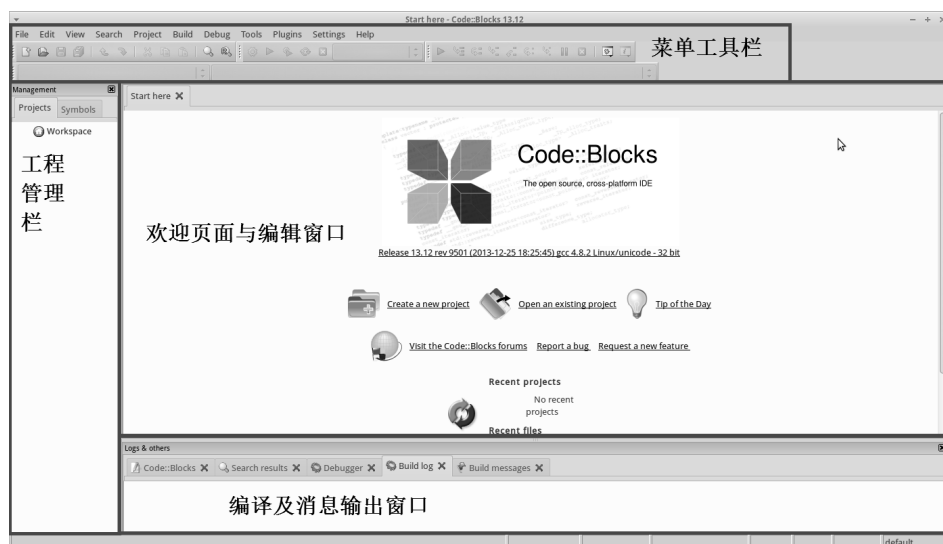 Start here - Code::Blocks 13.12
File Edit View Search Project Build Debug Tools Plugins Settings Help
菜单工具栏
Management
Projects Symbols
Workspace
工程
管理
栏
Start here
Code::Blocks
The open source, cross-platform IDE
欢迎页面与编辑窗口
Release 13.12 rev 9501 (2013-12-25 18:25:45) gcc 4.8.2 Linux/unicode - 32 bit
Create a new project Open an existing project Tip of the Day
Visit the Code::Blocks forums Report a bug Request a new feature
Recent projects
No recent
projects
Recent files
Logs & others
Code::Blocks Search results Debugger Build log Build messages
编译及消息输出窗口
default